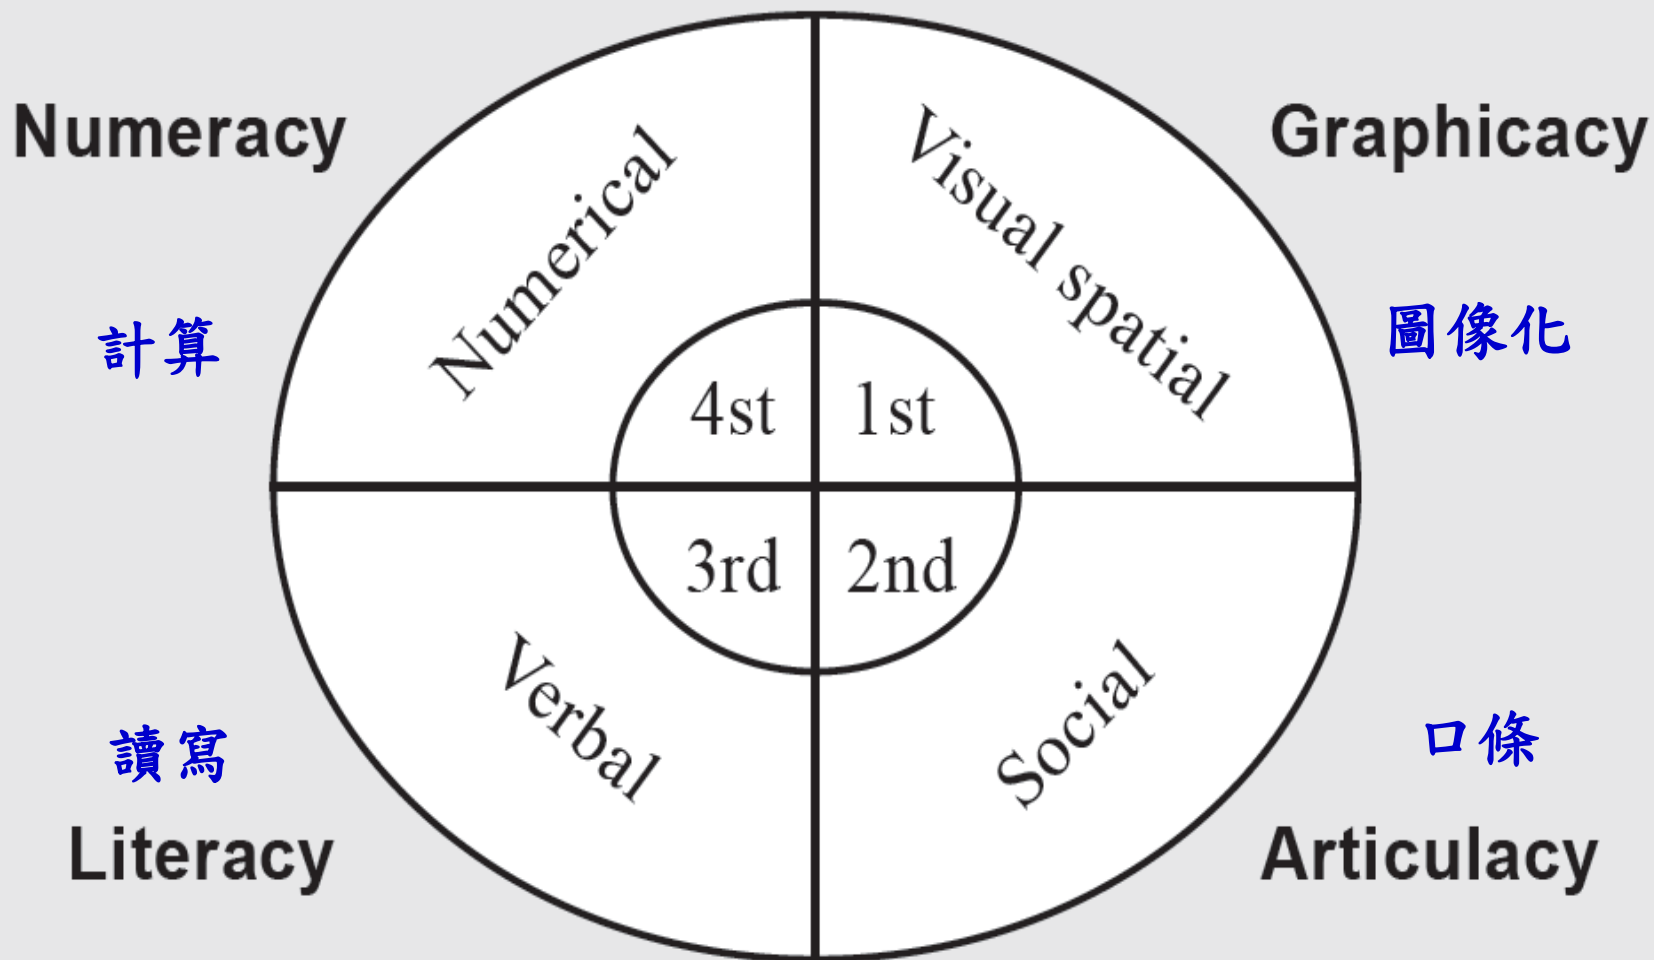 Numeracy
Graphicacy
Numerical
Visual spatial
計算
圖像化
4st
1st
3rd
2nd
Verbal
Social
讀寫
口條
Literacy
Articulacy